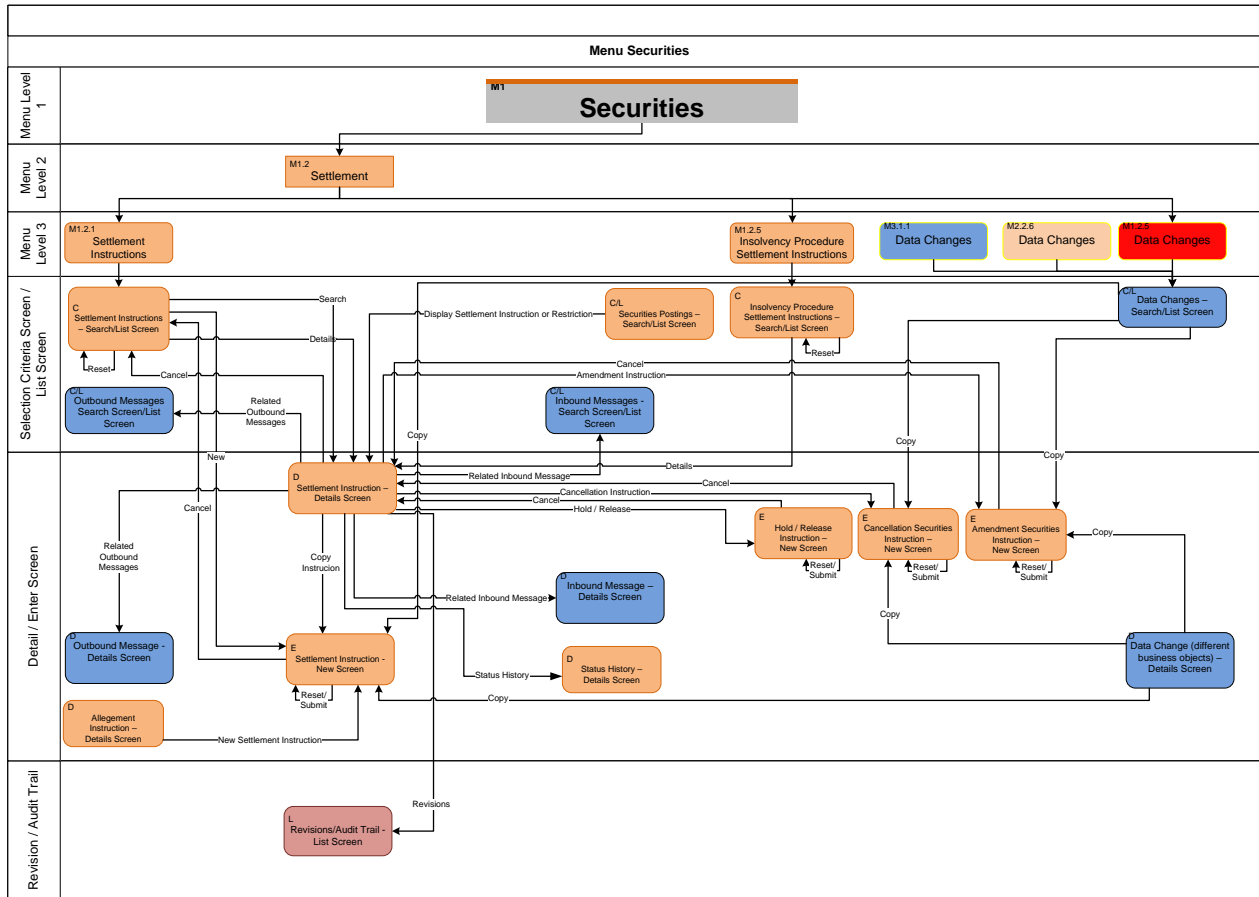 Menu Securities
Menu Level
1
M1
Securities
Menu
Level 2
M1.2
Settlement
Menu
Level 3
M1.2.1
Settlement
Instructions
M1.2.5
Insolvency Procedure
Settlement Instructions
M3.1.1
Data Changes
M2.2.6
Data Changes
M1.2.5
Data Changes
Selection Criteria Screen /
List Screen
C
Settlement Instructions
– Search/List Screen
Search
Details
Reset
Cancel
Display Settlement Instruction or Restriction
C/L
Securities Postings –
Search/List Screen
C
Insolvency Procedure
Settlement Instructions –
Search/List Screen
Reset
C/L
Data Changes –
Search/List Screen
Cancel
Amendment Instruction
C/L
Outbound Messages
Search Screen/List
Screen
Related
Outbound
Messages
C/L
Inbound Messages -
Search Screen/List
Screen
Copy
Copy
Copy
New
Detail / Enter Screen
Details
D
Settlement Instruction –
Details Screen
Related Inbound Message
Cancel
Cancellation Instruction
Cancel
Hold / Release
Cancel
E
Hold / Release
Instruction –
New Screen
Reset/
Submit
E
Cancellation Securities
Instruction –
New Screen
Reset/
Submit
E
Amendment Securities
Instruction –
New Screen
Reset/
Submit
Copy
Related
Outbound
Messages
Copy
Instrucion
D
Inbound Message –
Details Screen
Related Inbound Message
Copy
D
Outbound Message -
Details Screen
E
Settlement Instruction -
New Screen
Reset/
Submit
D
Status History –
Details Screen
Status History
D
Data Change (different
business objects) –
Details Screen
Copy
D
Allegement
Instruction –
Details Screen
New Settlement Instruction
Revision / Audit Trail
Revisions
L
Revisions/Audit Trail -
List Screen